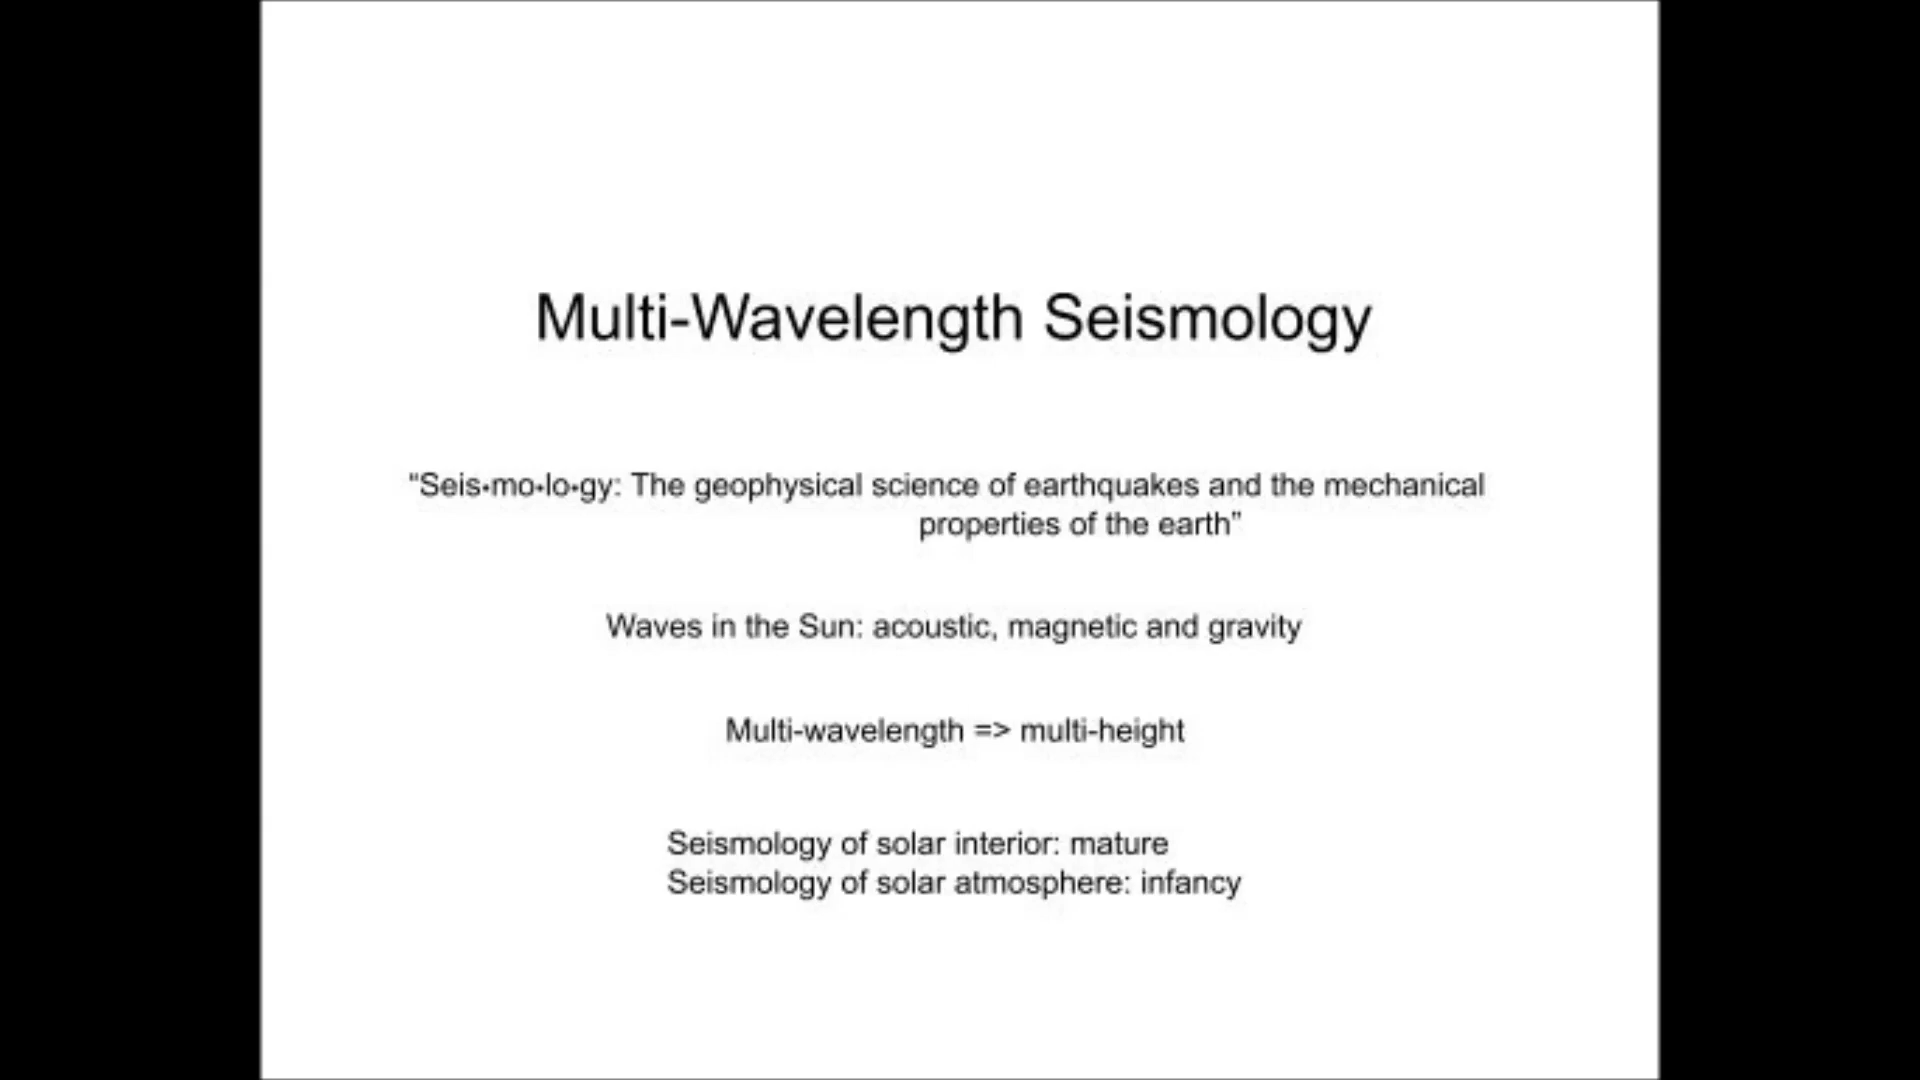 Multi-Wavelength Seismology
“Seis•mo•lo•gy: The geophysical science of earthquakes and the mechanical
properties of the earth”
Waves in the Sun: acoustic, magnetic and gravity
Multi-wavelength => multi-height
Seismology of solar interior: mature
Seismology of solar atmosphere: infancy